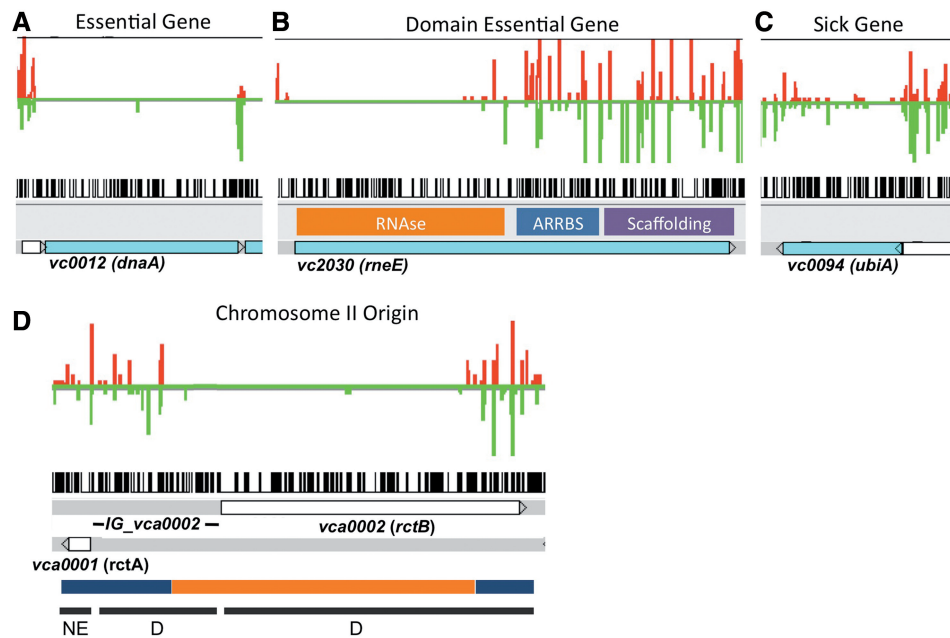 A
Essential Gene
vc0012 (dnaA)
B
Domain Essential Gene
RNAse
ARRBS
Scaffolding
vc2030 (rneE)
C
Sick Gene
vc0094 (ubiA)
D
Chromosome II Origin
IG_vca0002
vca0002 (rctB)
vca0001 (rctA)
NE
D
D